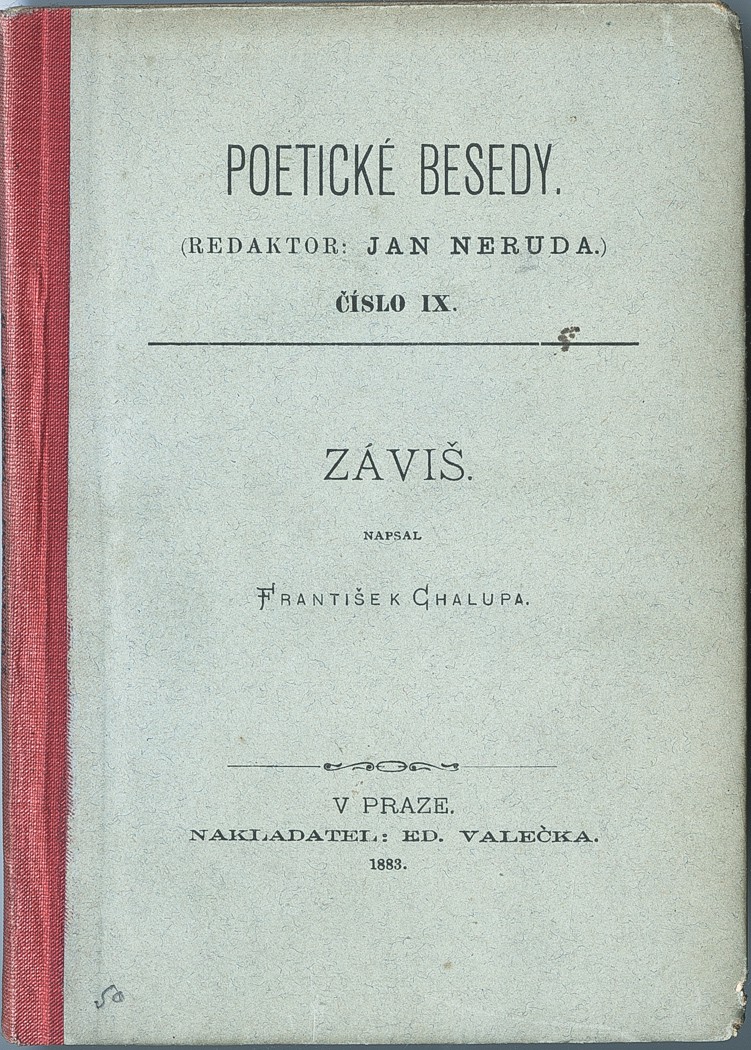 POETICKÉ BESEDY.
(REDAKTOR: JAN NERUDA.)
ČÍSLO IX.
ZÁVIŠ.
NAPSAL
FRANTIŠEK CHALUPA.
V PRAZE.
NAKLADATEL: ED. VALEČKA.
1883.
50